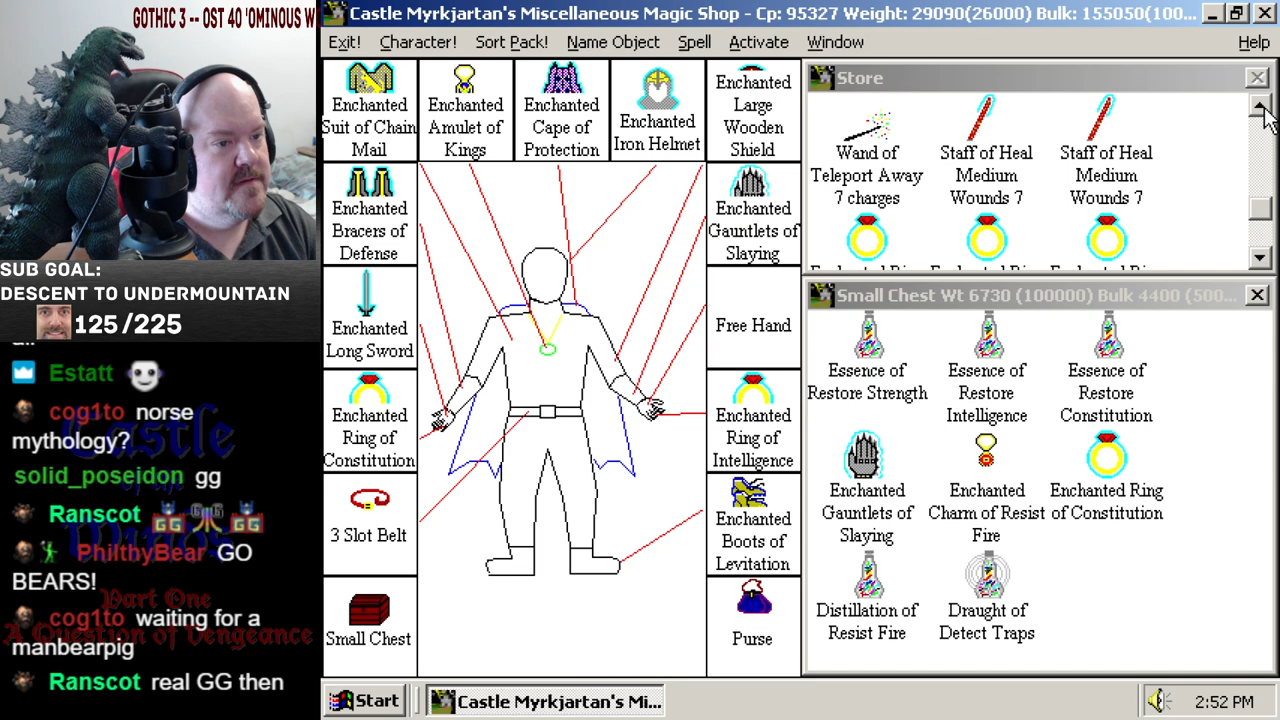 GOTHIC 3 -- OST 40 'OMINOUS W
SUB GOAL:
DESCENT TO UNDERMOUNTAIN
125 /225
Estatt
cog1to norse
mythology?
solid_poseidon gg
Ranscot
PhilthyBear GO
BEARS!
cog1to waiting for a
manbearpig
Ranscot real GG then
Castle
of the
Winds
Part One
A Question of Vengeance
Castle Myrkjartan's Miscellaneous Magic Shop - Cp: 95327 Weight: 29090(26000) Bulk: 155050(100...
Exit! Character! Sort Pack! Name Object Spell Activate Window Help
Enchanted
Suit of Chain
Mail
Enchanted
Amulet of
Kings
Enchanted
Cape of
Protection
Enchanted
Iron Helmet
Enchanted
Large
Wooden
Shield
Enchanted
Bracers of
Defense
Enchanted
Gauntlets of
Slaying
Enchanted
Long Sword
Free Hand
Enchanted
Ring of
Constitution
Enchanted
Ring of
Intelligence
3 Slot Belt
Enchanted
Boots of
Levitation
Small Chest
Purse
Store
Wand of
Teleport Away
7 charges
Staff of Heal
Medium
Wounds 7
Staff of Heal
Medium
Wounds 7
Small Chest Wt 6730 (100000) Bulk 4400 (500...
Essence of
Restore Strength
Essence of
Restore
Intelligence
Essence of
Restore
Constitution
Enchanted
Gauntlets of
Slaying
Enchanted
Charm of Resist
Fire
Enchanted Ring
of Constitution
Distillation of
Resist Fire
Draught of
Detect Traps
Start
Castle Myrkjartan's Mi...
2:52 PM